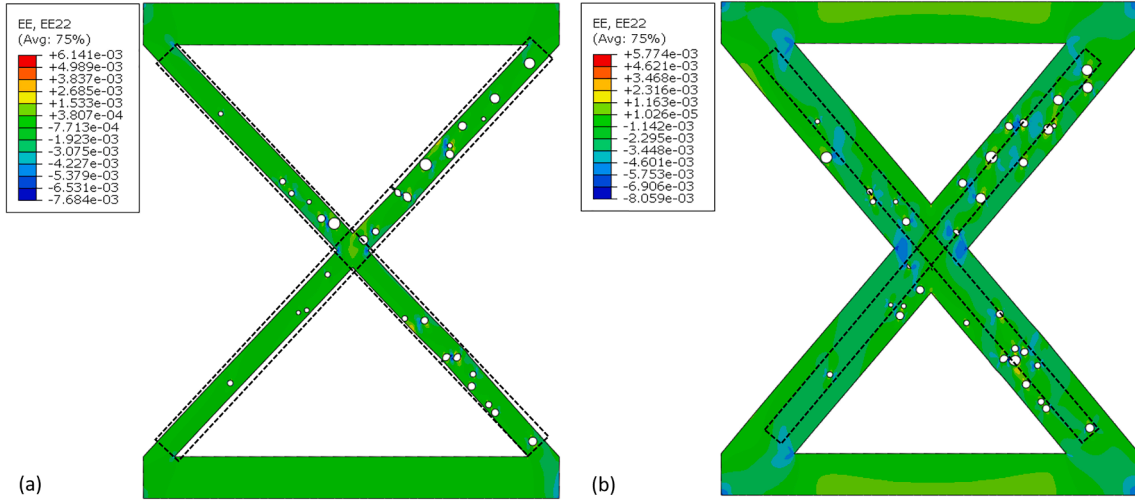 EE, EE22
(Avg: 75%)
+6.141e-03
+4.989e-03
+3.837e-03
+2.685e-03
+1.533e-03
+3.807e-04
-7.713e-04
-1.923e-03
-3.075e-03
-4.227e-03
-5.379e-03
-6.531e-03
-7.684e-03
(a)
EE, EE22
(Avg: 75%)
+5.774e-03
+4.621e-03
+3.468e-03
+2.316e-03
+1.163e-03
+1.026e-05
-1.142e-03
-2.295e-03
-3.448e-03
-4.601e-03
-5.753e-03
-6.906e-03
-8.059e-03
(b)